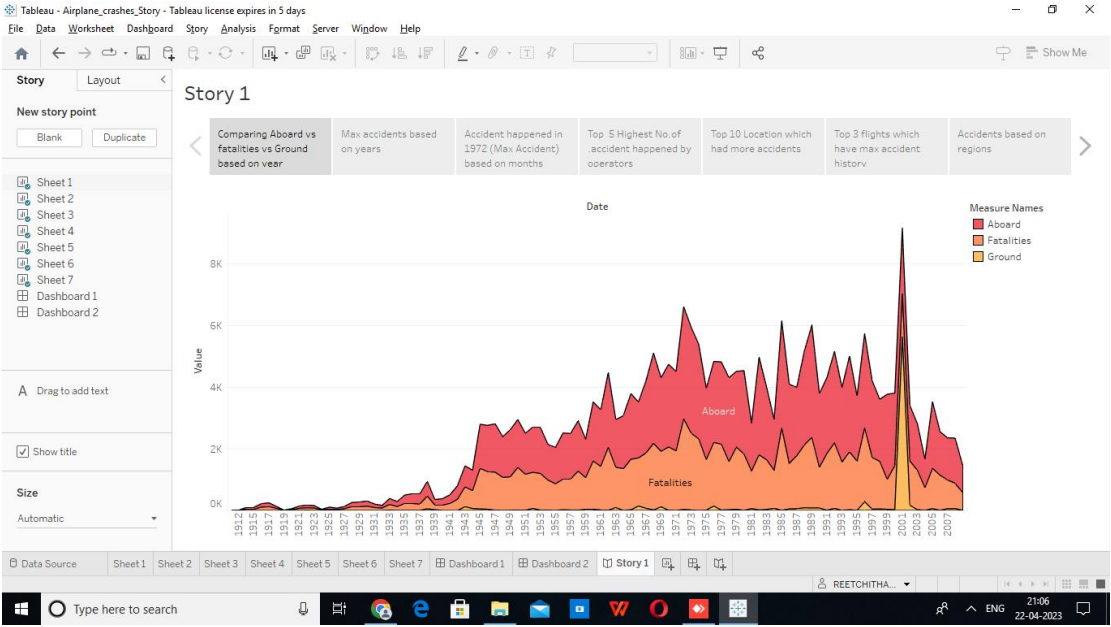 Tableau - Airplane_crashes_Story - Tableau license expires in 5 days
File Data Worksheet Dashboard Story Analysis Format Server Window Help
Show Me
Story Layout
New story point
Blank Duplicate
Sheet 1
Sheet 2
Sheet 3
Sheet 4
Sheet 5
Sheet 6
Sheet 7
Dashboard 1
Dashboard 2
A Drag to add text
Show title
Size
Automatic
Story 1
Comparing Aboard vs
fatalities vs Ground
based on year
Max accidents based
on years
Accident happened in
1972 (Max Accident)
based on months
Top 5 Highest No.of
.accident happened by
operators
Top 10 Location which
had more accidents
Top 3 flights which
have max accident
history
Accidents based on
regions
Date
Value
8K
6K
4K
2K
0K
Aboard
Fatalities
1912 1915 1917 1919 1921 1923 1925 1927 1929 1931 1933 1935 1937 1939 1941 1943 1945 1947 1949 1951 1953 1955 1957 1959 1961 1963 1965 1967 1969 1971 1973 1975 1977 1979 1981 1983 1985 1987 1989 1991 1993 1995 1997 1999 2001 2003 2005 2007
Measure Names
Aboard
Fatalities
Ground
Data Source Sheet 1 Sheet 2 Sheet 3 Sheet 4 Sheet 5 Sheet 6 Sheet 7 Dashboard 1 Dashboard 2 Story 1
REETCHITHA...
Type here to search
ENG
21:06
22-04-2023